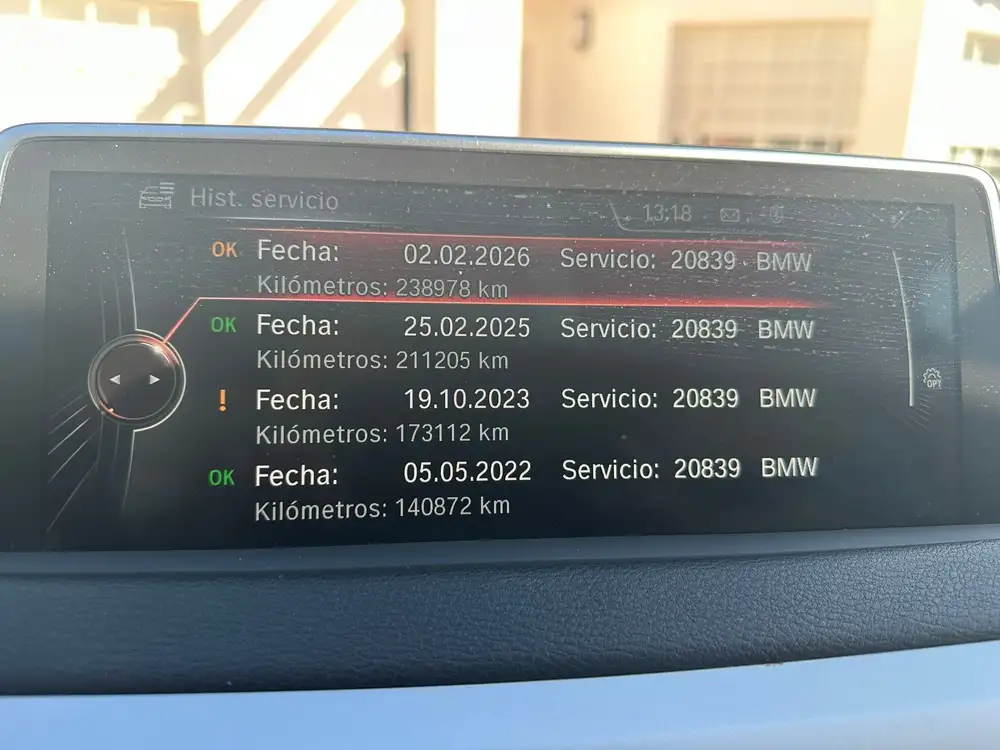 Hist. servicio
13:18
OK Fecha: 02.02.2026 Servicio: 20839 BMW
Kilómetros: 238978 km
OK Fecha: 25.02.2025 Servicio: 20839 BMW
Kilómetros: 211205 km
! Fecha: 19.10.2023 Servicio: 20839 BMW
Kilómetros: 173112 km
OPT
OK Fecha: 05.05.2022 Servicio: 20839 BMW
Kilómetros: 140872 km